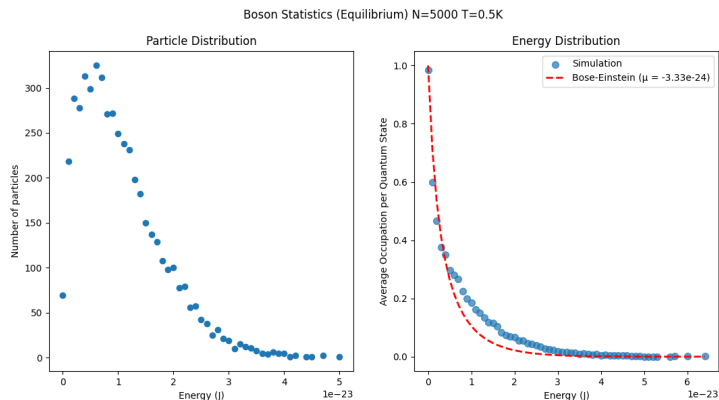 Boson Statistics (Equilibrium) N=5000 T=0.5K
Particle Distribution
Number of particles
300
250
200
150
100
50
0
0
1
2
3
4
5
Energy (J)
1e−23
Energy Distribution
Average Occupation per Quantum State
1.0
0.8
0.6
0.4
0.2
0.0
0
1
2
3
4
5
6
Energy (J)
1e−23
Simulation
Bose-Einstein (μ = -3.33e-24)